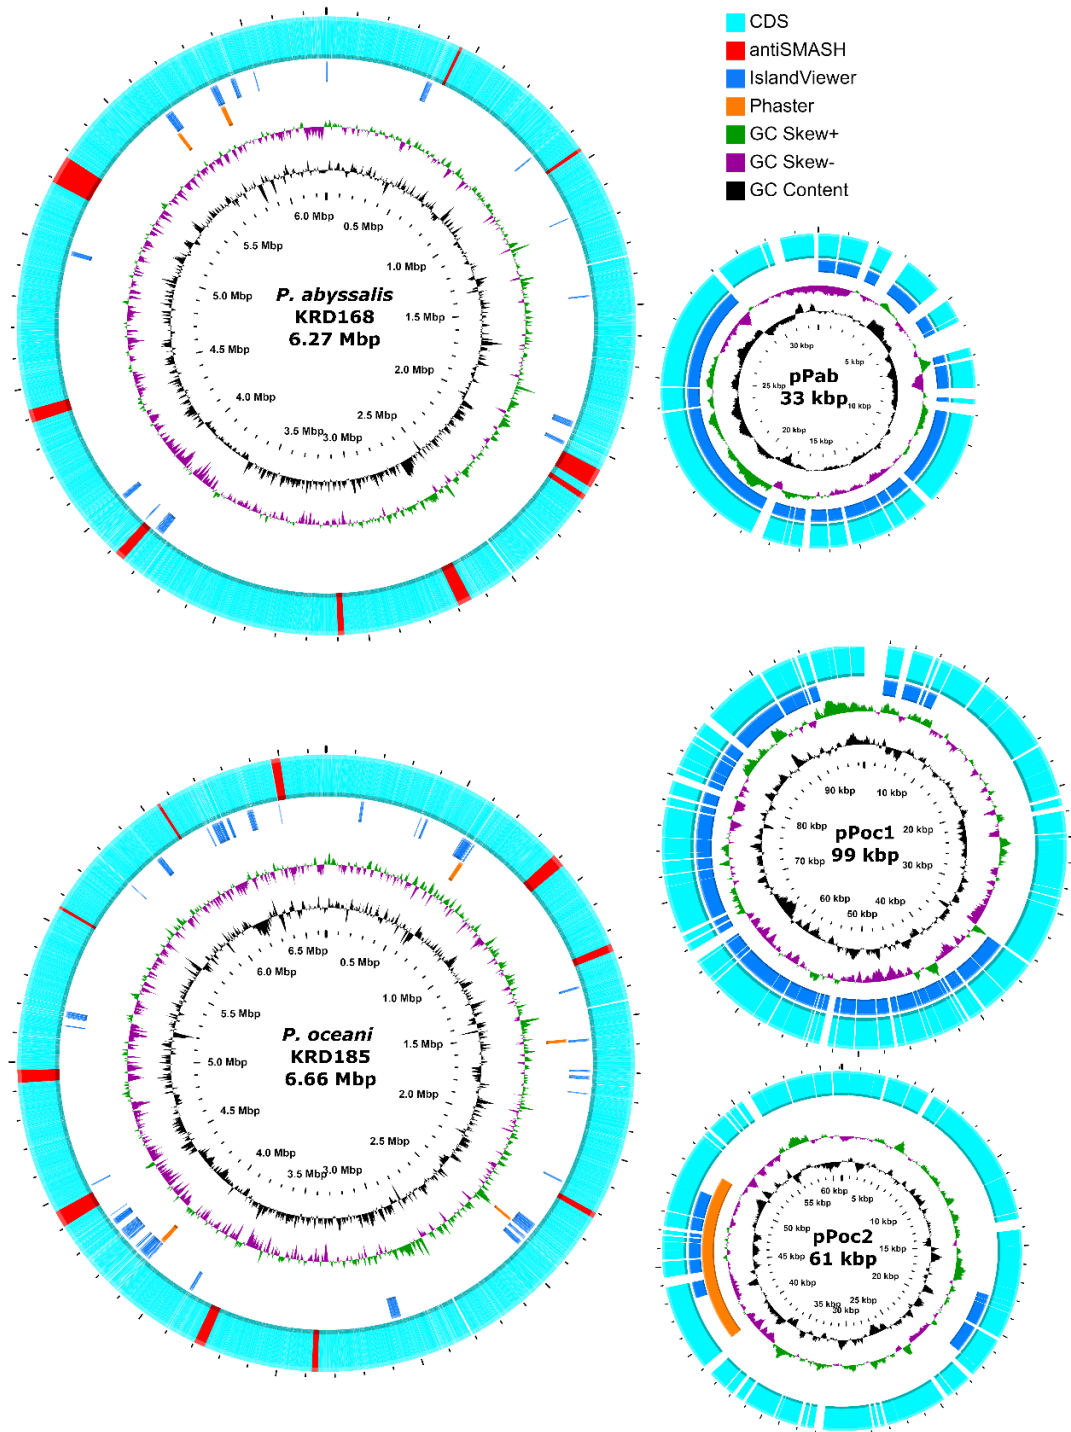 CDS
antiSMASH
IslandViewer
Phaster
GC Skew+
GC Skew-
GC Content
6.0 Mbp
0.5 Mbp
5.5 Mbp
1.0 Mbp
5.0 Mbp
P. abyssalis
KRD168
6.27 Mbp
1.5 Mbp
4.5 Mbp
2.0 Mbp
4.0 Mbp
2.5 Mbp
3.5 Mbp
3.0 Mbp
30 kbp
5 kbp
pPab
33 kbp
25 kbp
10 kbp
20 kbp
15 kbp
90 kbp
10 kbp
80 kbp
pPoc1
99 kbp
20 kbp
70 kbp
30 kbp
60 kbp
40 kbp
50 kbp
6.5 Mbp
0.5 Mbp
6.0 Mbp
1.0 Mbp
5.5 Mbp
P. oceani
KRD185
6.66 Mbp
1.5 Mbp
5.0 Mbp
2.0 Mbp
4.5 Mbp
2.5 Mbp
4.0 Mbp
3.5 Mbp
3.0 Mbp
60 kbp
5 kbp
55 kbp
10 kbp
50 kbp
pPoc2
61 kbp
15 kbp
45 kbp
20 kbp
40 kbp
25 kbp
35 kbp
30 kbp